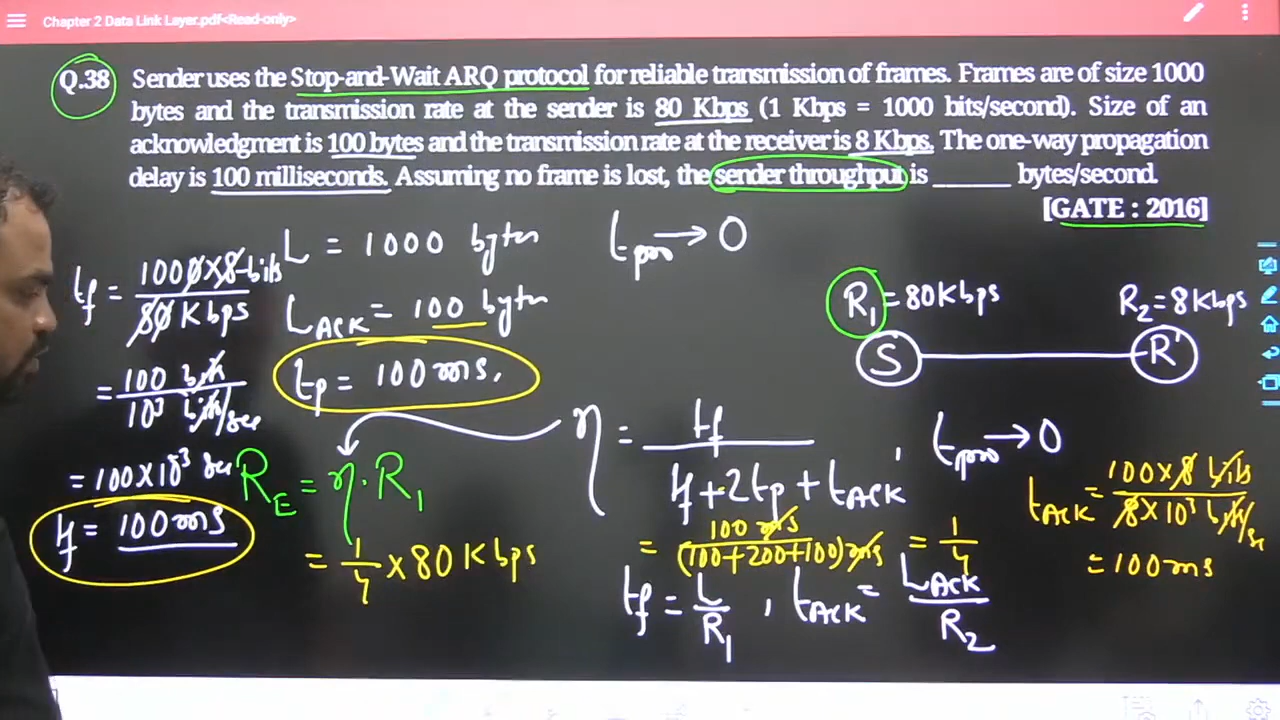 Chapter 2 Data Link Layer.pdf<Read-only>
Q.38 Sender uses the Stop-and-Wait ARQ protocol for reliable transmission of frames. Frames are of size 1000
bytes and the transmission rate at the sender is 80 Kbps (1 Kbps = 1000 bits/second). Size of an
acknowledgment is 100 bytes and the transmission rate at the receiver is 8 Kbps. The one-way propagation
delay is 100 milliseconds. Assuming no frame is lost, the sender throughput is ______ bytes/second.
[GATE : 2016]
tf = 1000×8 bits / 80 Kbps
= 100 bits / 10³ bits/sec
= 100×10⁻³ sec
tf = 100 ms
L = 1000 bytes
LACK = 100 bytes
tp = 100 ms.
RE = η·R1
= 1/4 × 80 Kbps
tpro → 0
R1 = 80 Kbps
R2 = 8 Kbps
S
R
η = tf / tf + 2tp + tACK , tpro → 0
= 100 ms / (100+200+100) ms = 1/4
tf = L/R1 , tACK = LACK/R2
tACK = 100×8 bits / 8×10³ bits/sec
= 100 ms